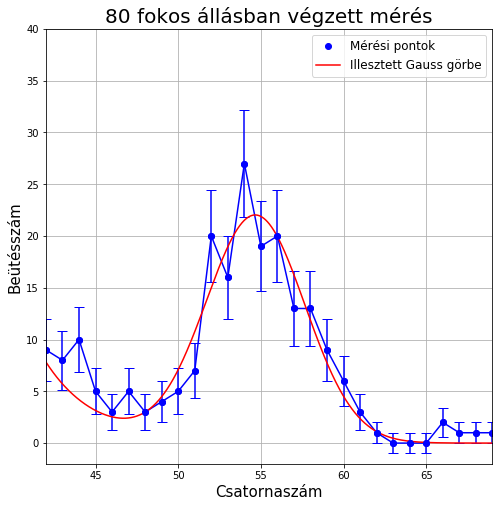 80 fokos állásban végzett mérés
Mérési pontok
Illesztett Gauss görbe
Beütésszám
40
35
30
25
20
15
10
5
0
45 50 55 60 65
Csatornaszám